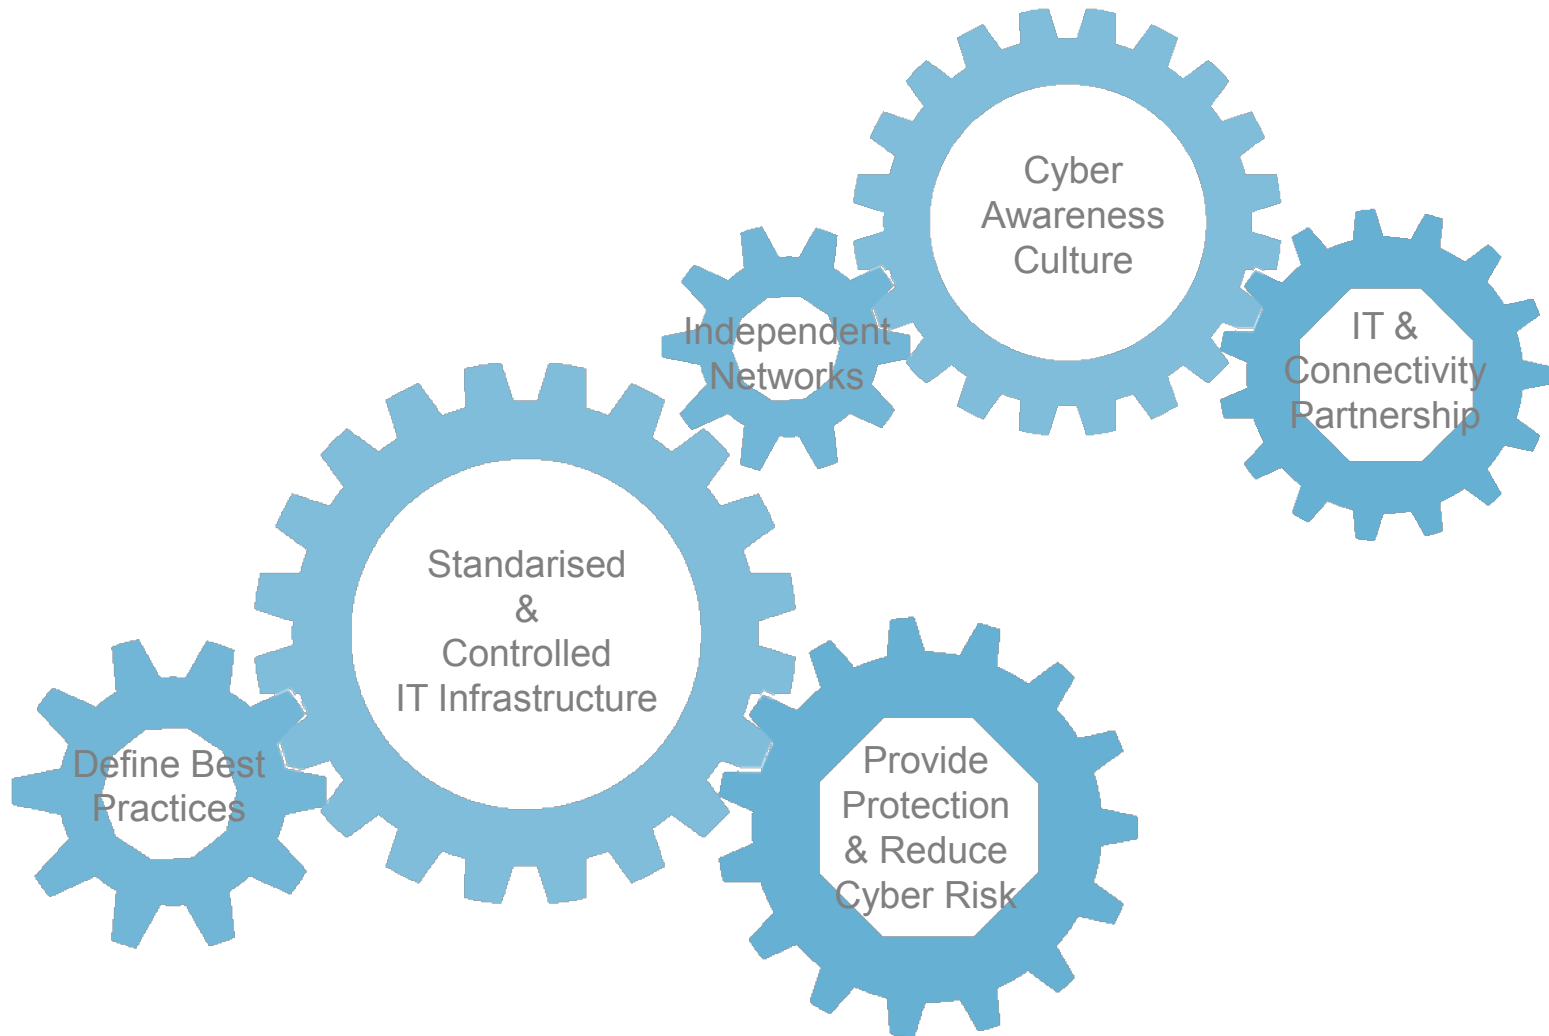 Cyber
Awareness
Culture
Independent
Networks
IT &
Connectivity
Partnership
Standarised
&
Controlled
IT Infrastructure
Define Best
Practices
Provide
Protection
& Reduce
Cyber Risk